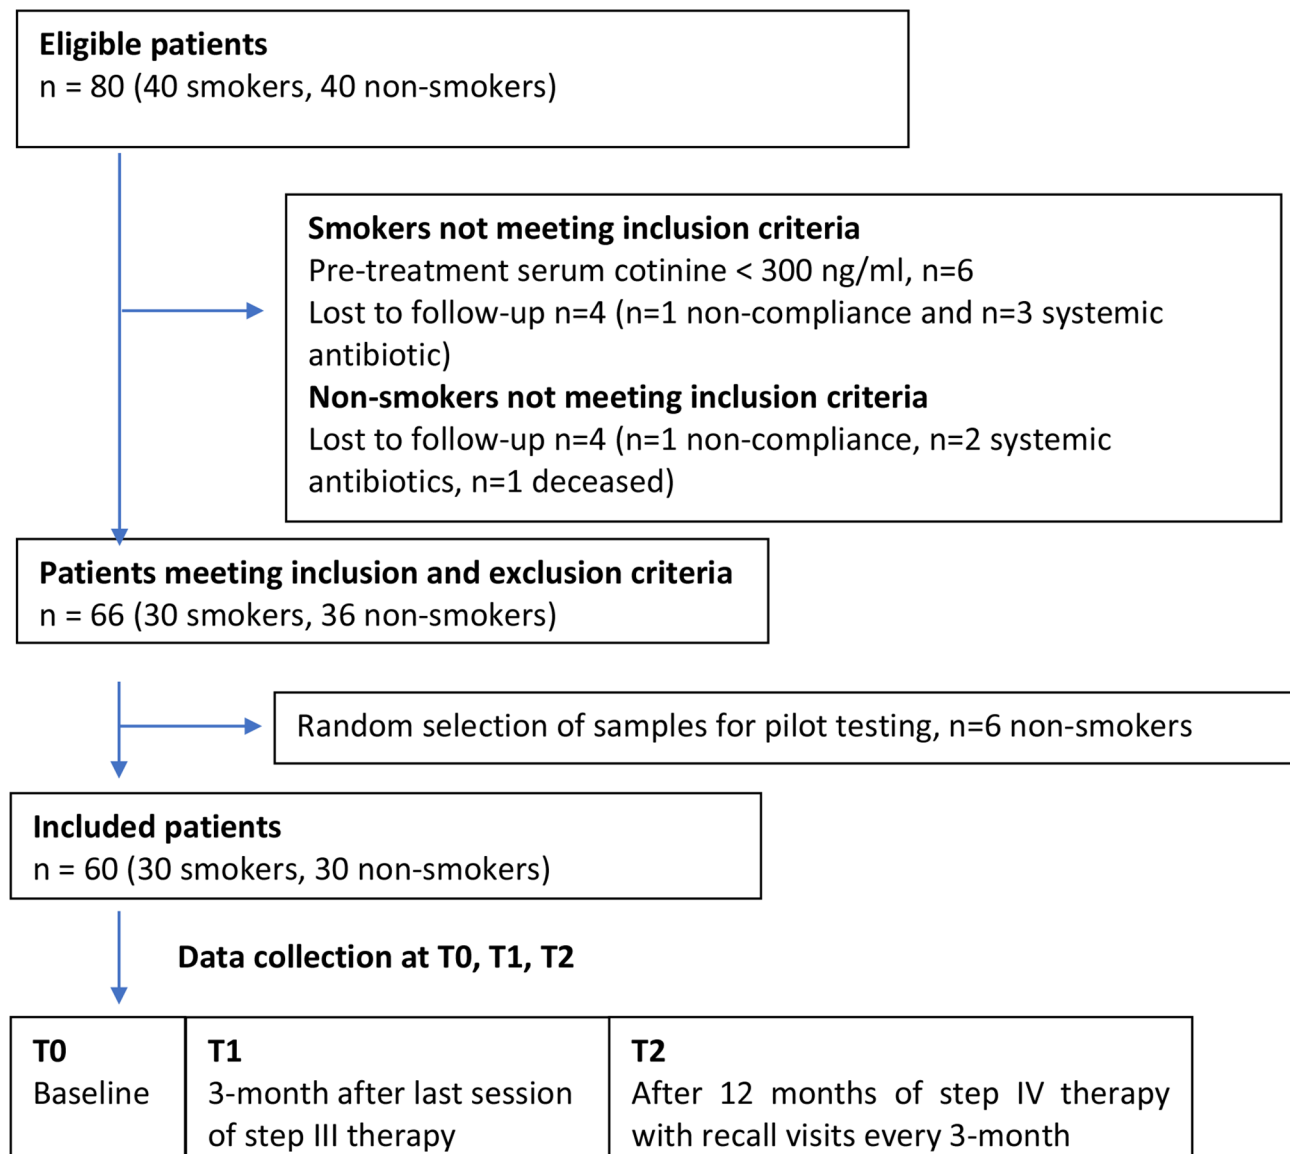 Eligible patients
n = 80 (40 smokers, 40 non-smokers)
Smokers not meeting inclusion criteria
Pre-treatment serum cotinine < 300 ng/ml, n=6
Lost to follow-up n=4 (n=1 non-compliance and n=3 systemic
antibiotic)
Non-smokers not meeting inclusion criteria
Lost to follow-up n=4 (n=1 non-compliance, n=2 systemic
antibiotics, n=1 deceased)
Patients meeting inclusion and exclusion criteria
n = 66 (30 smokers, 36 non-smokers)
Random selection of samples for pilot testing, n=6 non-smokers
Included patients
n = 60 (30 smokers, 30 non-smokers)
Data collection at T0, T1, T2
T0
Baseline
T1
3-month after last session
of step III therapy
T2
After 12 months of step IV therapy
with recall visits every 3-month